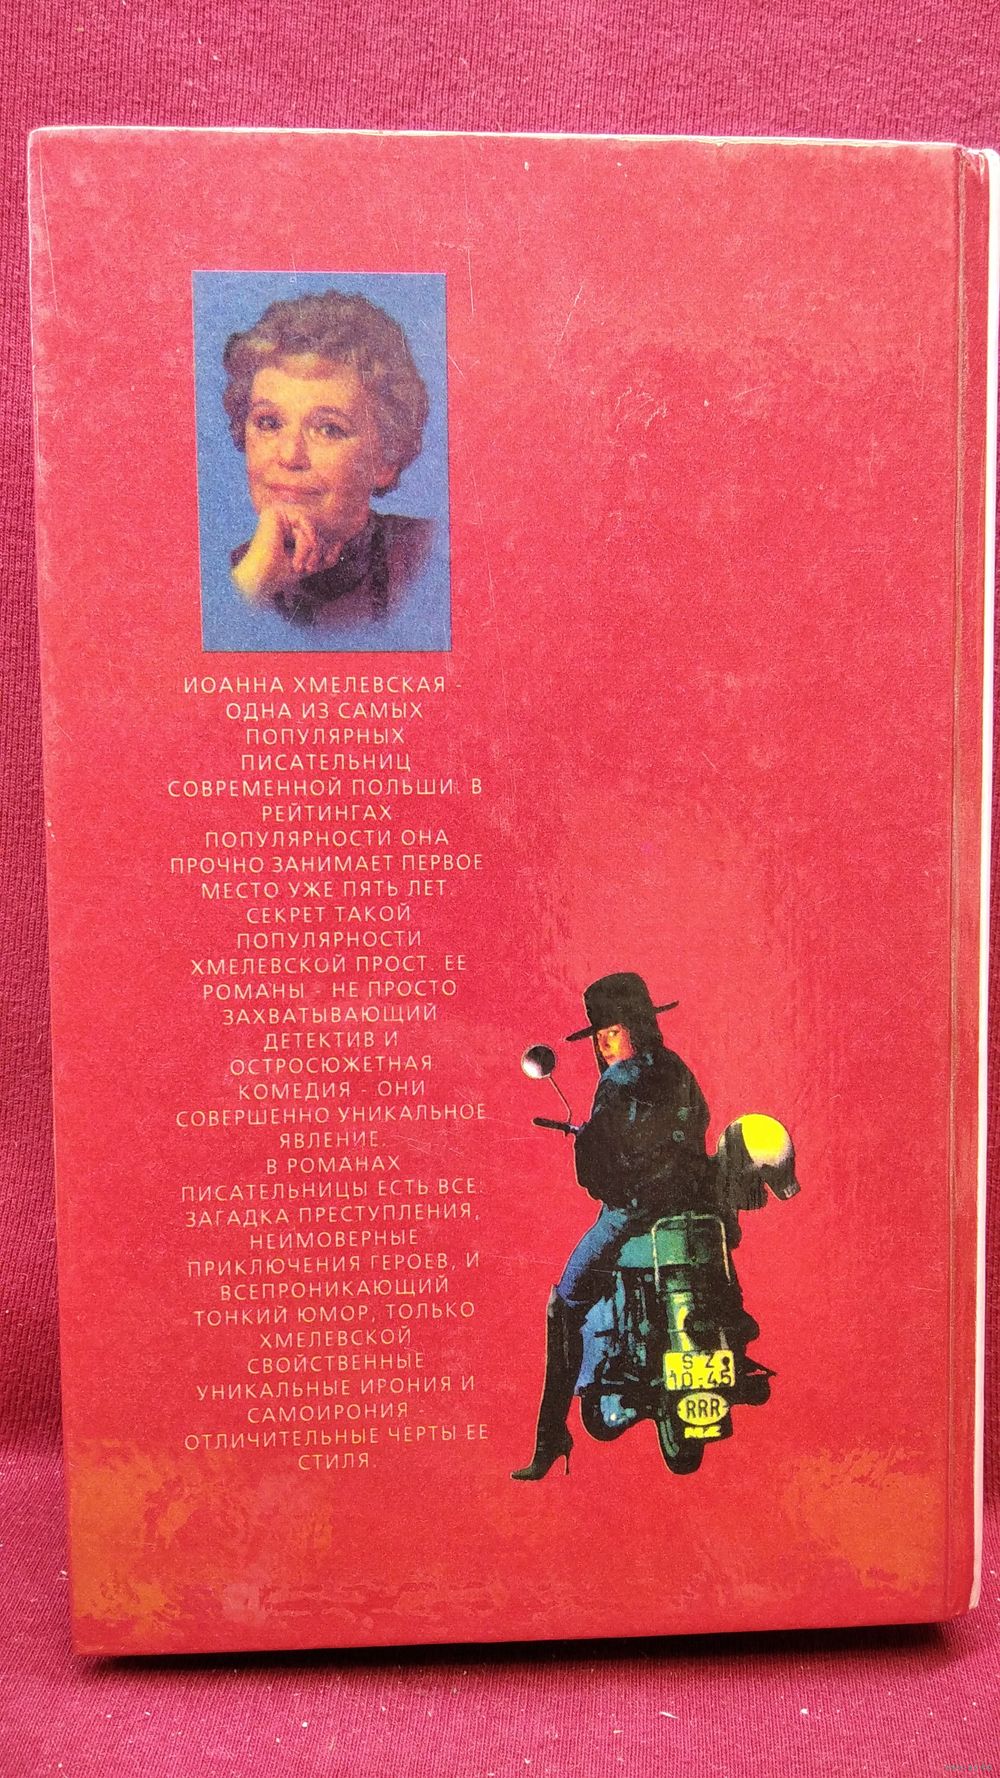 ИОАННА ХМЕЛЕВСКАЯ -
ОДНА ИЗ САМЫХ
ПОПУЛЯРНЫХ
ПИСАТЕЛЬНИЦ
СОВРЕМЕННОЙ ПОЛЬШИ. В
РЕЙТИНГАХ
ПОПУЛЯРНОСТИ ОНА
ПРОЧНО ЗАНИМАЕТ ПЕРВОЕ
МЕСТО УЖЕ ПЯТЬ ЛЕТ.
СЕКРЕТ ТАКОЙ
ПОПУЛЯРНОСТИ
ХМЕЛЕВСКОЙ ПРОСТ. ЕЕ
РОМАНЫ - НЕ ПРОСТО
ЗАХВАТЫВАЮЩИЙ
ДЕТЕКТИВ И
ОСТРОСЮЖЕТНАЯ
КОМЕДИЯ - ОНИ
СОВЕРШЕННО УНИКАЛЬНОЕ
ЯВЛЕНИЕ.
В РОМАНАХ
ПИСАТЕЛЬНИЦЫ ЕСТЬ ВСЕ:
ЗАГАДКА ПРЕСТУПЛЕНИЯ,
НЕИМОВЕРНЫЕ
ПРИКЛЮЧЕНИЯ ГЕРОЕВ, И
ВСЕПРОНИКАЮЩИЙ
ТОНКИЙ ЮМОР, ТОЛЬКО
ХМЕЛЕВСКОЙ
СВОЙСТВЕННЫЕ
УНИКАЛЬНЫЕ ИРОНИЯ И
САМОИРОНИЯ -
ОТЛИЧИТЕЛЬНЫЕ ЧЕРТЫ ЕЕ
СТИЛЯ.
S Z
10-45
RRR
MZ